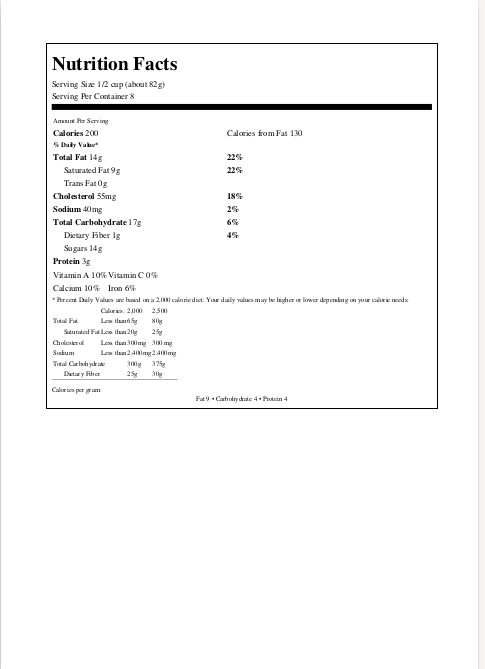 Nutrition Facts
Serving Size 1/2 cup (about 82g)
Serving Per Container 8
Amount Per Serving
Calories 200 Calories from Fat 130
% Daily Value*
Total Fat 14g 22%
Saturated Fat 9g 22%
Trans Fat 0g
Cholesterol 55mg 18%
Sodium 40mg 2%
Total Carbohydrate 17g 6%
Dietary Fiber 1g 4%
Sugars 14g
Protein 3g
Vitamin A 10% Vitamin C 0%
Calcium 10% Iron 6%
* Percent Daily Values are based on a 2,000 calorie diet. Your daily values may be higher or lower depending on your calorie needs:
Calories: 2,000 2,500
Total Fat Less than 65g 80g
Saturated Fat Less than 20g 25g
Cholesterol Less than 300mg 300 mg
Sodium Less than 2,400mg 2,400mg
Total Carbohydrate 300g 375g
Dietary Fiber 25g 30g
Calories per gram:
Fat 9 • Carbohydrate 4 • Protein 4